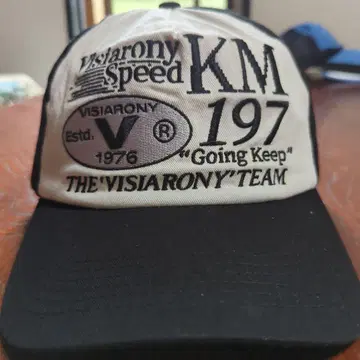 Visiarony
Speed
KM
VISIARONY
Estd. V ®
1976
197
"Going Keep"
THE 'VISIARONY' TEAM